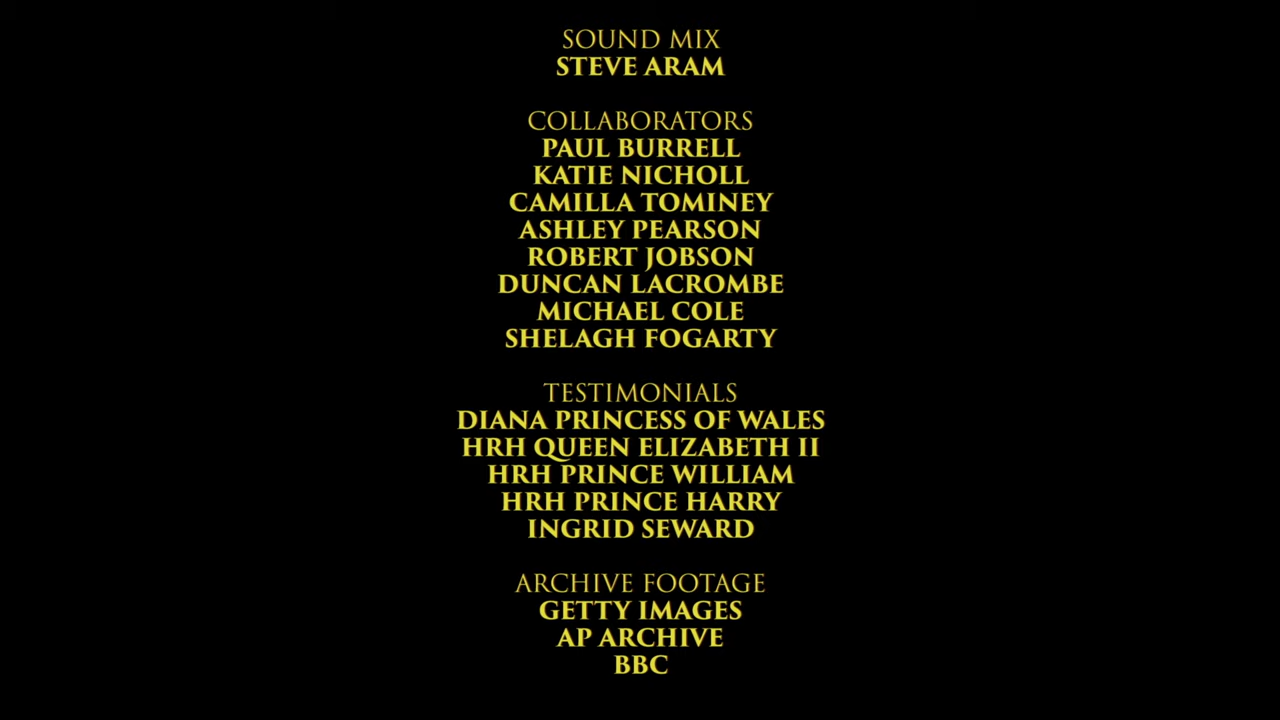 SOUND MIX
STEVE ARAM
COLLABORATORS
PAUL BURRELL
KATIE NICHOLL
CAMILLA TOMINEY
ASHLEY PEARSON
ROBERT JOBSON
DUNCAN LACROMBE
MICHAEL COLE
SHELAGH FOGARTY
TESTIMONIALS
DIANA PRINCESS OF WALES
HRH QUEEN ELIZABETH II
HRH PRINCE WILLIAM
HRH PRINCE HARRY
INGRID SEWARD
ARCHIVE FOOTAGE
GETTY IMAGES
AP ARCHIVE
BBC